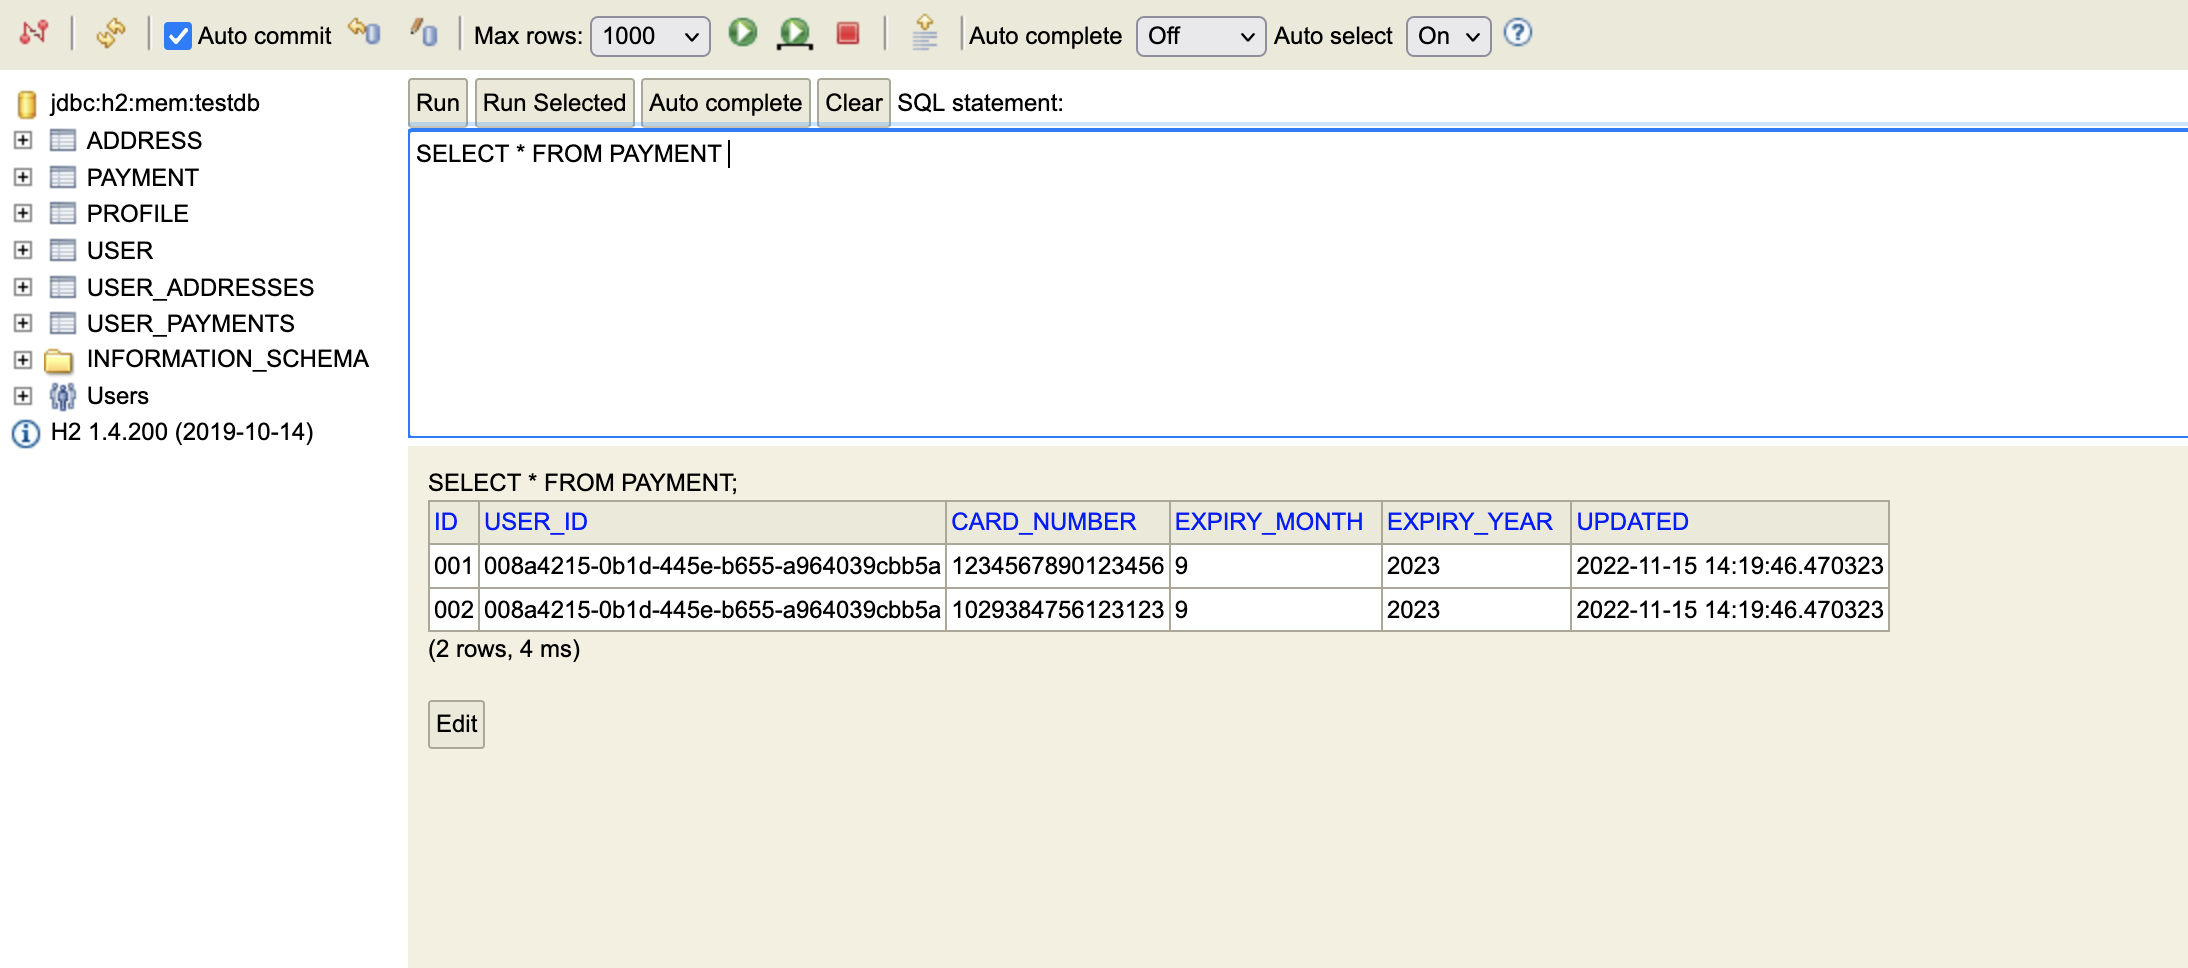 Auto commit Max rows: 1000 Auto complete Off Auto select On ?
jdbc:h2:mem:testdb
ADDRESS
PAYMENT
PROFILE
USER
USER_ADDRESSES
USER_PAYMENTS
INFORMATION_SCHEMA
Users
H2 1.4.200 (2019-10-14)
Run Run Selected Auto complete Clear SQL statement:
SELECT * FROM PAYMENT
SELECT * FROM PAYMENT;
ID USER_ID CARD_NUMBER EXPIRY_MONTH EXPIRY_YEAR UPDATED
001 008a4215-0b1d-445e-b655-a964039cbb5a 1234567890123456 9 2023 2022-11-15 14:19:46.470323
002 008a4215-0b1d-445e-b655-a964039cbb5a 1029384756123123 9 2023 2022-11-15 14:19:46.470323
(2 rows, 4 ms)
Edit